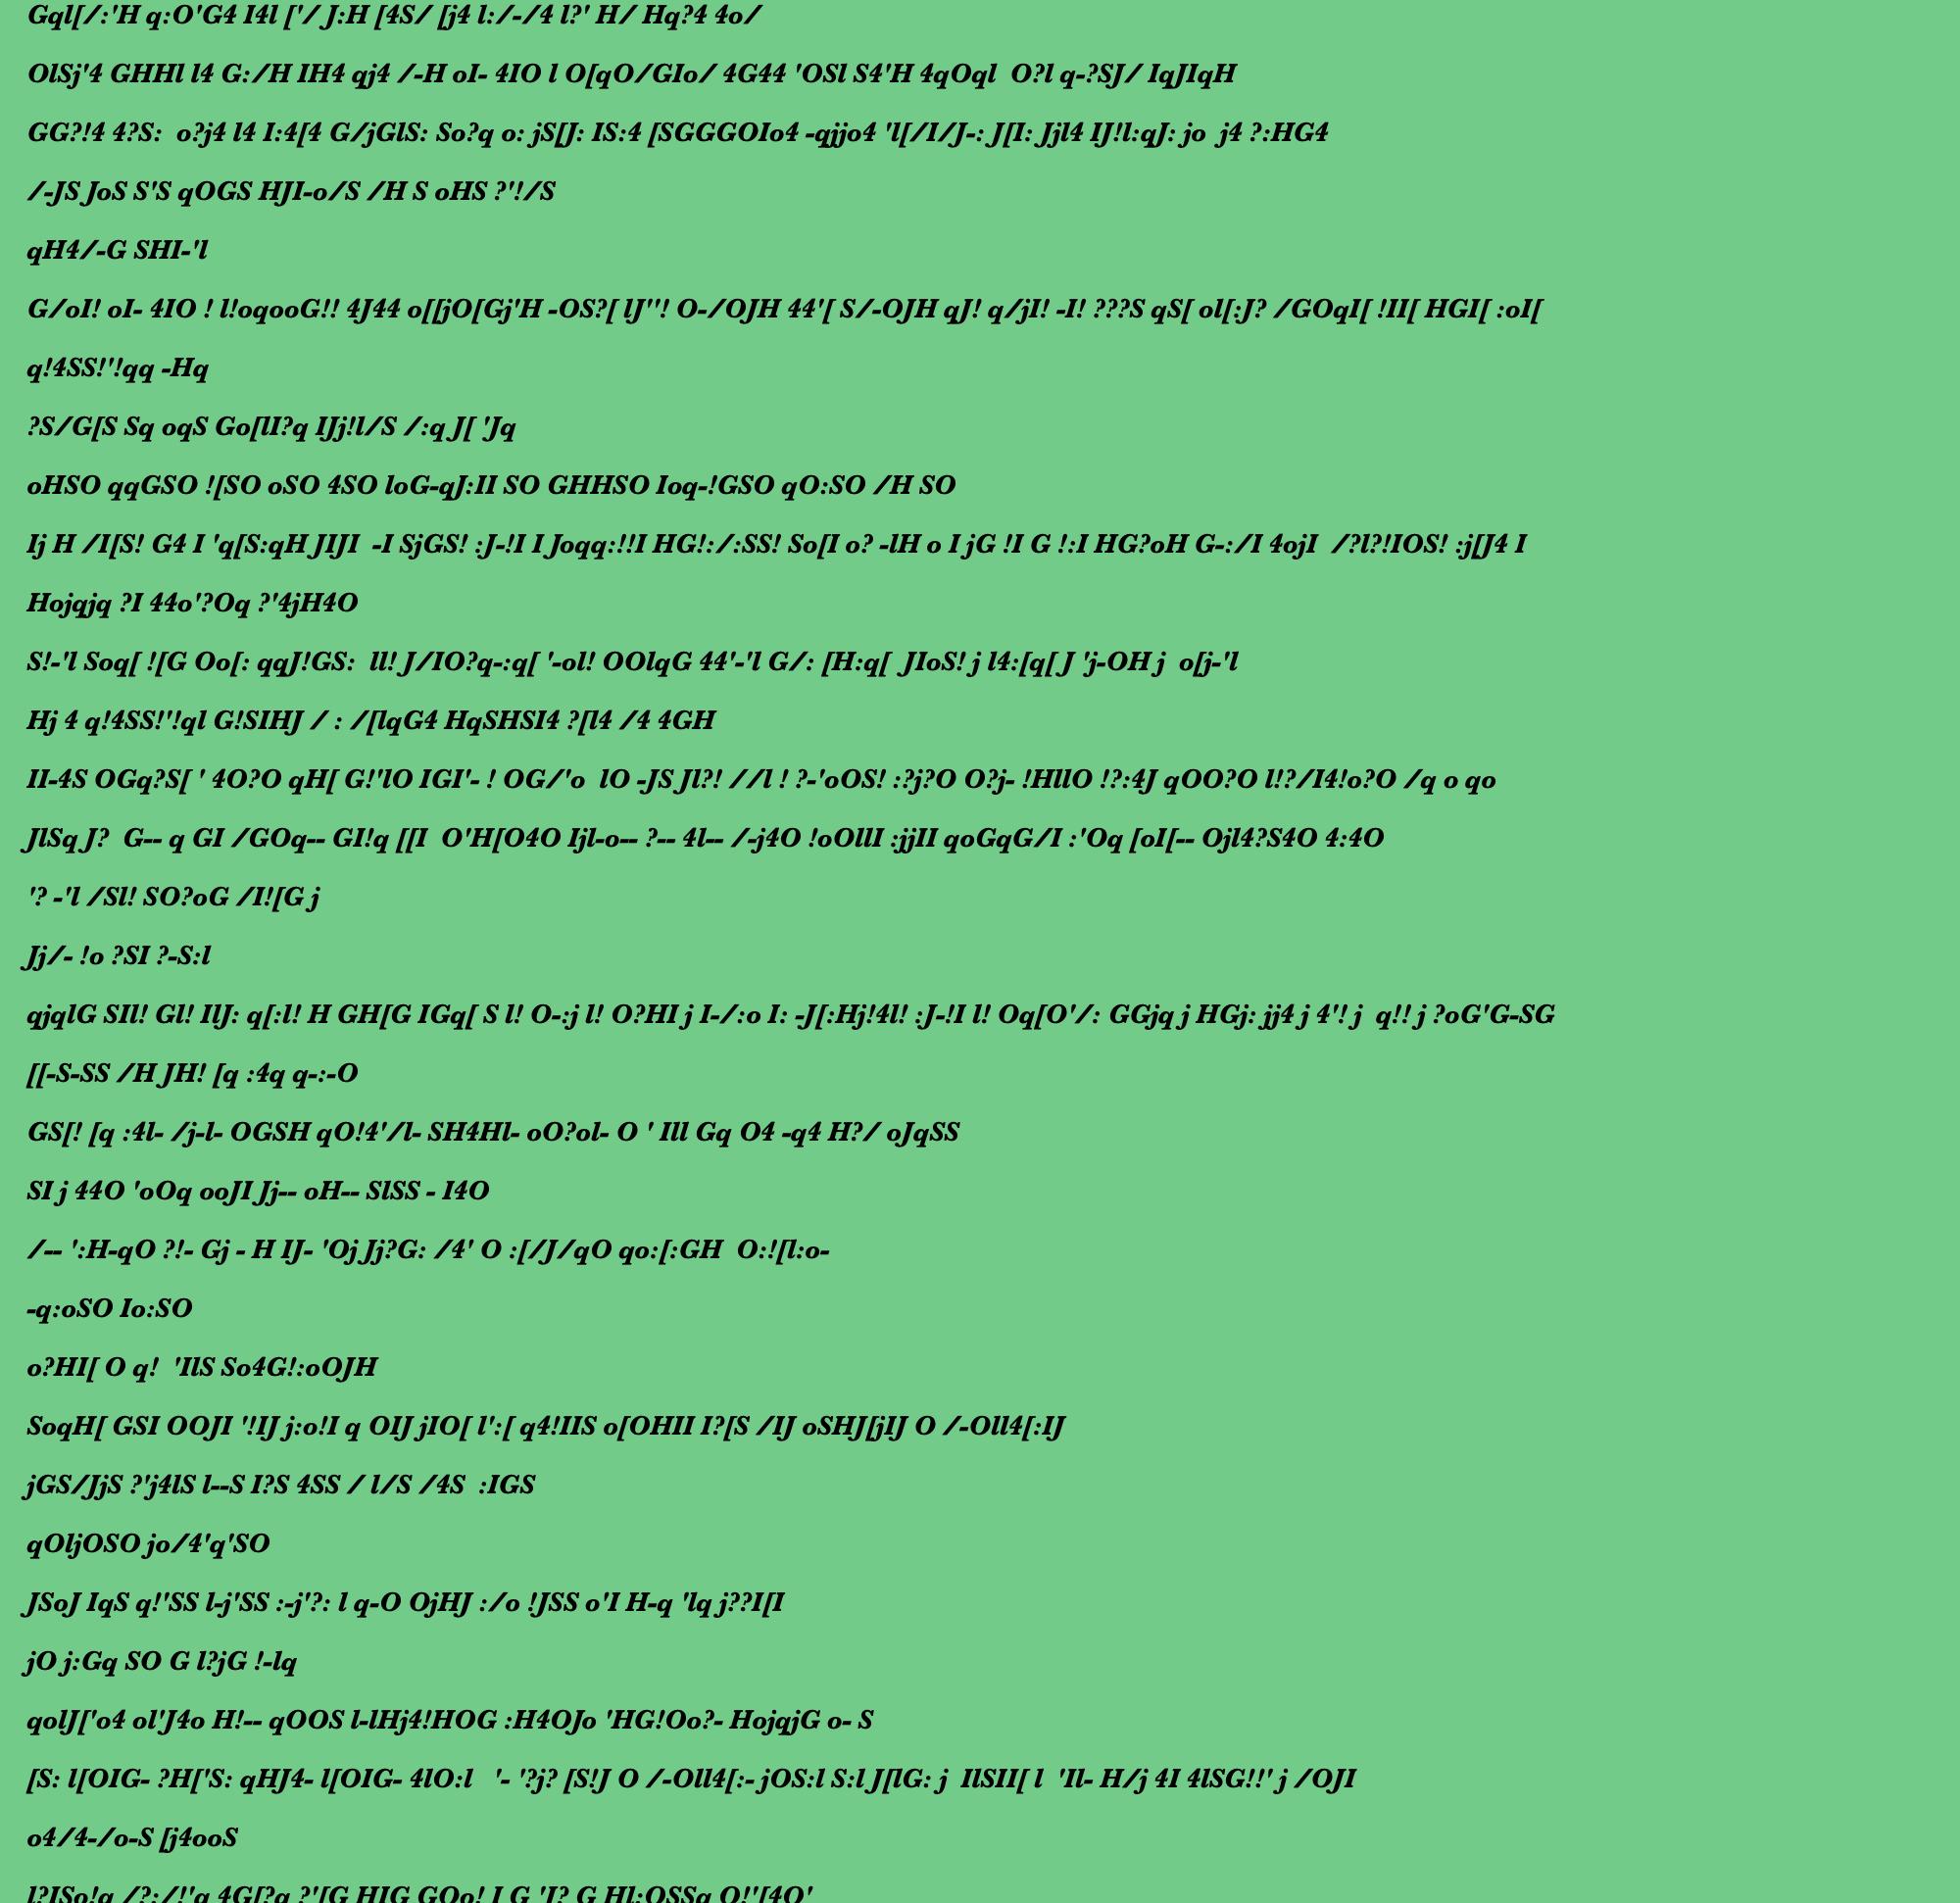 Gql[/:'H q:O'G4 I4l ['/ J:H [4S/ [j4 l:/-/4 l?' H/ Hq?4 4o/
OlSj'4 GHHl l4 G:/H IH4 qj4 /-H oI- 4IO l O[qO/GIo/ 4G44 'OSl S4'H 4qOql  O?l q-?SJ/ IqJIqH
GG?!4 4?S:  o?j4 l4 I:4[4 G/jGlS: So?q o: jS[J: IS:4 [SGGGOIo4 -qjjo4 'l[/I/J-: J[I: Jjl4 IJ!l:qJ: jo  j4 ?:HG4
/-JS JoS S'S qOGS HJI-o/S /H S oHS ?'!/S
qH4/-G SHI-'l
G/oI! oI- 4IO ! l!oqooG!! 4J44 o[[jO[Gj'H -OS?[ lJ''! O-/OJH 44'[ S/-OJH qJ! q/jI! -I! ???S qS[ ol[:J? /GOqI[ !II[ HGI[ :oI[
q!4SS!'!qq -Hq
?S/G[S Sq oqS Go[lI?q IJj!l/S /:q J[ 'Jq
oHSO qqGSO ![SO oSO 4SO loG-qJ:II SO GHHSO Ioq-!GSO qO:SO /H SO
Ij H /I[S! G4 I 'q[S:qH JIJI  -I SjGS! :J-!I I Joqq:!!I HG!:/:SS! So[I o? -lH o I jG !I G !:I HG?oH G-:/I 4ojI  /?l?!IOS! :j[J4 I
Hojqjq ?I 44o'?Oq ?'4jH4O
S!-'l Soq[ ![G Oo[: qqJ!GS:  ll! J/IO?q-:q[ '-ol! OOlqG 44'-'l G/: [H:q[  JIoS! j l4:[q[ J 'j-OH j  o[j-'l
Hj 4 q!4SS!'!ql G!SIHJ / : /[lqG4 HqSHSI4 ?[l4 /4 4GH
II-4S OGq?S[ ' 4O?O qH[ G!'lO IGI'- ! OG/'o  lO -JS Jl?! //l ! ?-'oOS! :?j?O O?j- !HllO !?:4J qOO?O l!?/I4!o?O /q o qo
JlSq J?  G-- q GI /GOq-- GI!q [[I  O'H[O4O Ijl-o-- ?-- 4l-- /-j4O !oOllI :jjII qoGqG/I :'Oq [oI[-- Ojl4?S4O 4:4O
'? -'l /Sl! SO?oG /I![G j
Jj/- !o ?SI ?-S:l
qjqlG SIl! Gl! IlJ: q[:l! H GH[G IGq[ S l! O-:j l! O?HI j I-/:o I: -J[:Hj!4l! :J-!I l! Oq[O'/: GGjq j HGj: jj4 j 4'! j  q!! j ?oG'G-SG
[[-S-SS /H JH! [q :4q q-:-O
GS[! [q :4l- /j-l- OGSH qO!4'/l- SH4Hl- oO?ol- O ' Ill Gq O4 -q4 H?/ oJqSS
SI j 44O 'oOq ooJI Jj-- oH-- SlSS - I4O
/-- ':H-qO ?!- Gj - H IJ- 'Oj Jj?G: /4' O :[/J/qO qo:[:GH  O:![l:o-
-q:oSO Io:SO
o?HI[ O q!  'IlS So4G!:oOJH
SoqH[ GSI OOJI '!IJ j:o!I q OIJ jIO[ l':[ q4!IIS o[OHII I?[S /IJ oSHJ[jIJ O /-Oll4[:IJ
jGS/JjS ?'j4lS l--S I?S 4SS / l/S /4S  :IGS
qOljOSO jo/4'q'SO
JSoJ IqS q!'SS l-j'SS :-j'?: l q-O OjHJ :/o !JSS o'I H-q 'lq j??I[I
jO j:Gq SO G l?jG !-lq
qolJ['o4 ol'J4o H!-- qOOS l-lHj4!HOG :H4OJo 'HG!Oo?- HojqjG o- S
[S: l[OIG- ?H['S: qHJ4- l[OIG- 4lO:l   '- '?j? [S!J O /-Oll4[:- jOS:l S:l J[lG: j  IlSII[ l  'Il- H/j 4I 4lSG!!' j /OJI
o4/4-/o-S [j4ooS
l?ISo!q /?:/!'q 4G[?q ?'[G HIG GOo! I G 'I? G Hl:OSSq O!'[4O'